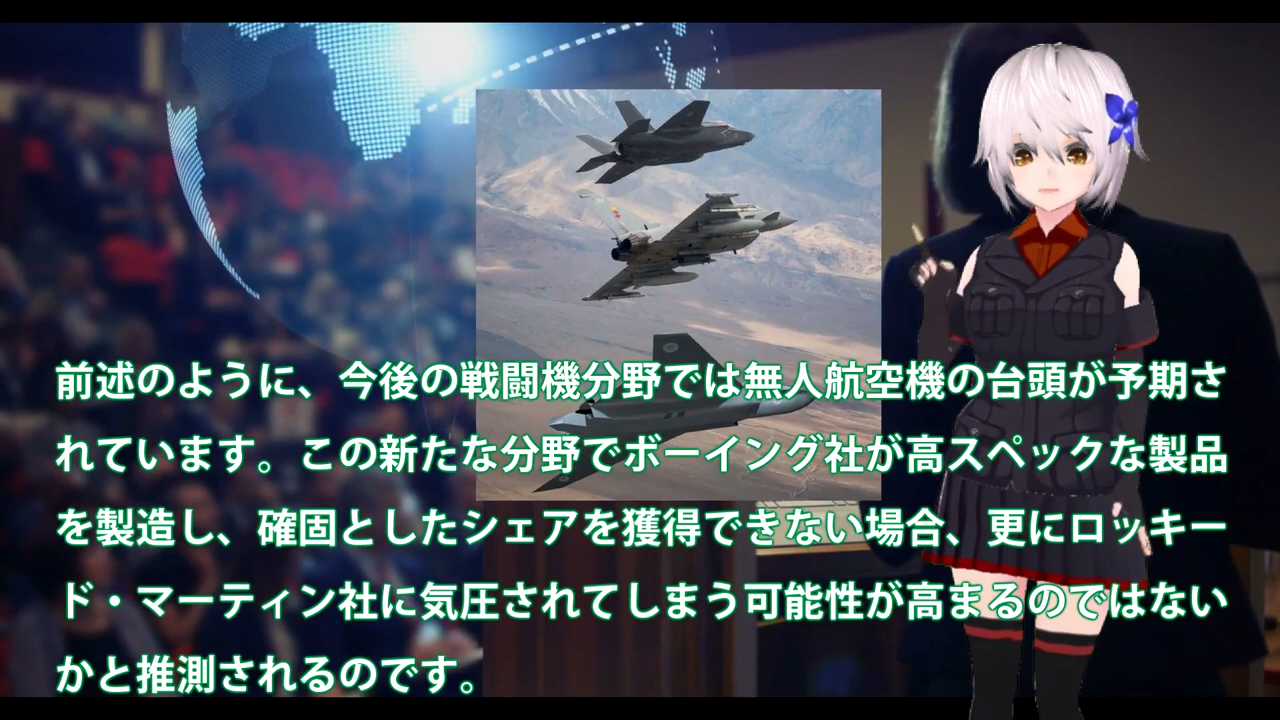 前述のように、今後の戦闘機分野では無人航空機の台頭が予期さ
れています。この新たな分野でボーイング社が高スペックな製品
を製造し、確固としたシェアを獲得できない場合、更にロッキー
ド・マーティン社に気圧されてしまう可能性が高まるのではない
かと推測されるのです。